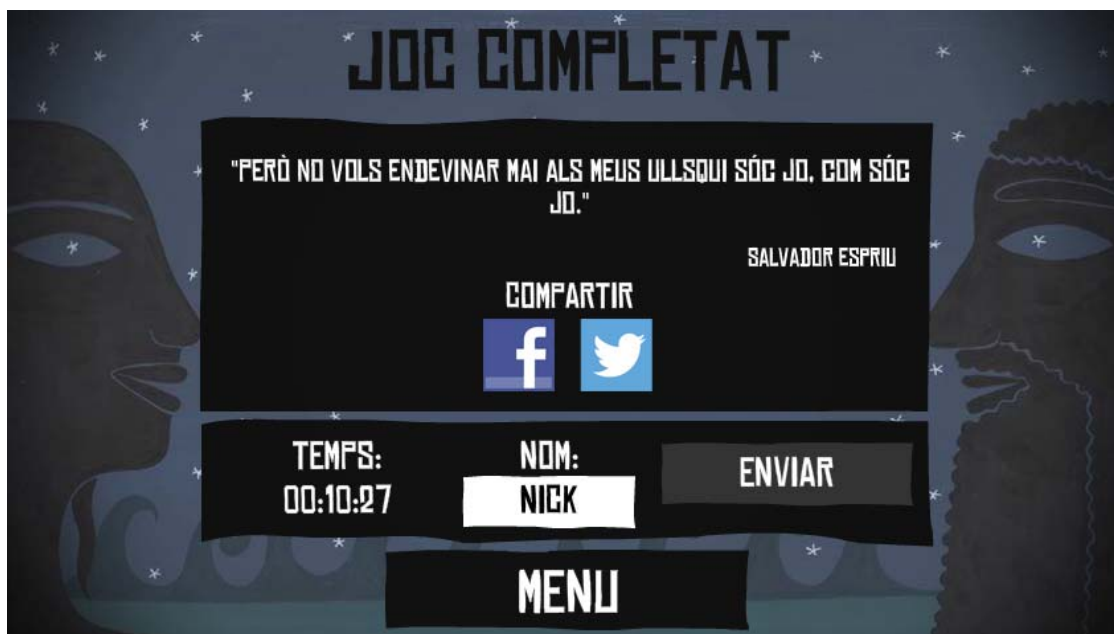 JOC COMPLETAT
"PERÒ NO VOLS ENDEVINAR MAI ALS MEUS ULLSQUI SÓC JO, COM SÓC
JO."
SALVADOR ESPRIU
COMPARTIR
TEMPS:
00:10:27
NOM:
NICK
ENVIAR
MENU